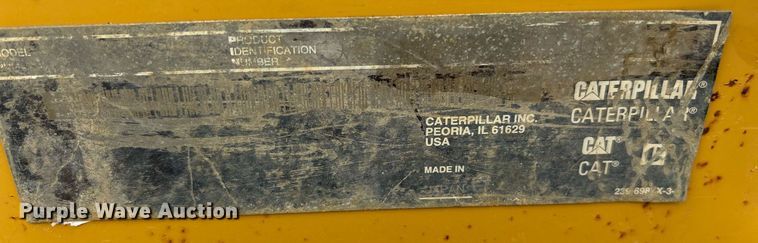 MODEL
PRODUCT
IDENTIFICATION
NUMBER
CATERPILLAR INC.
PEORIA, IL 61629
USA
MADE IN
CATERPILLAR®
CATERPILLAR®
CAT®
CAT®
Purple Wave Auction